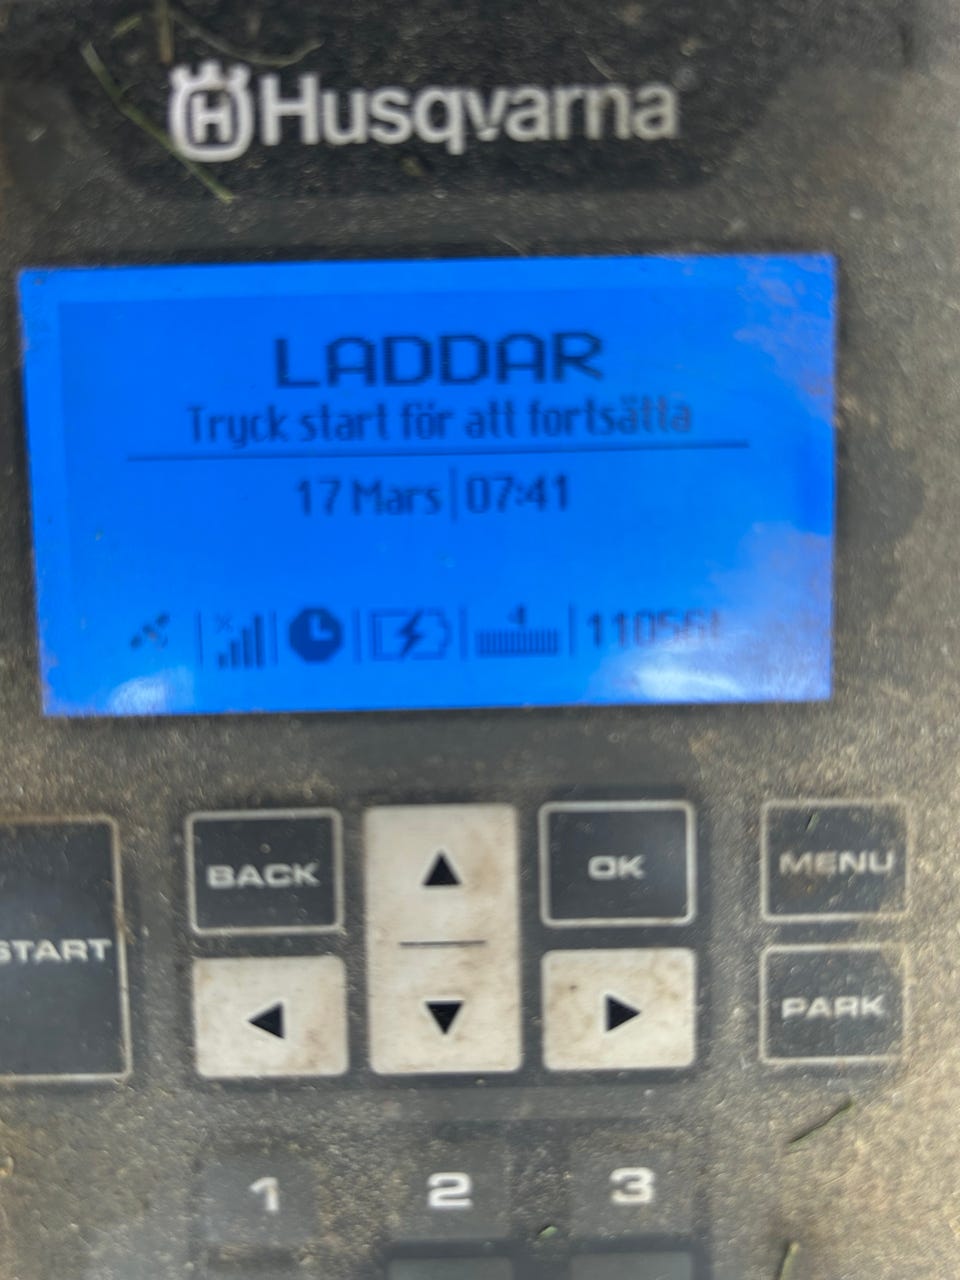 Husqvarna
LADDAR
Tryck start för att fortsätta
17 Mars | 07:41
4
START
BACK
OK
MENU
PARK
1 2 3